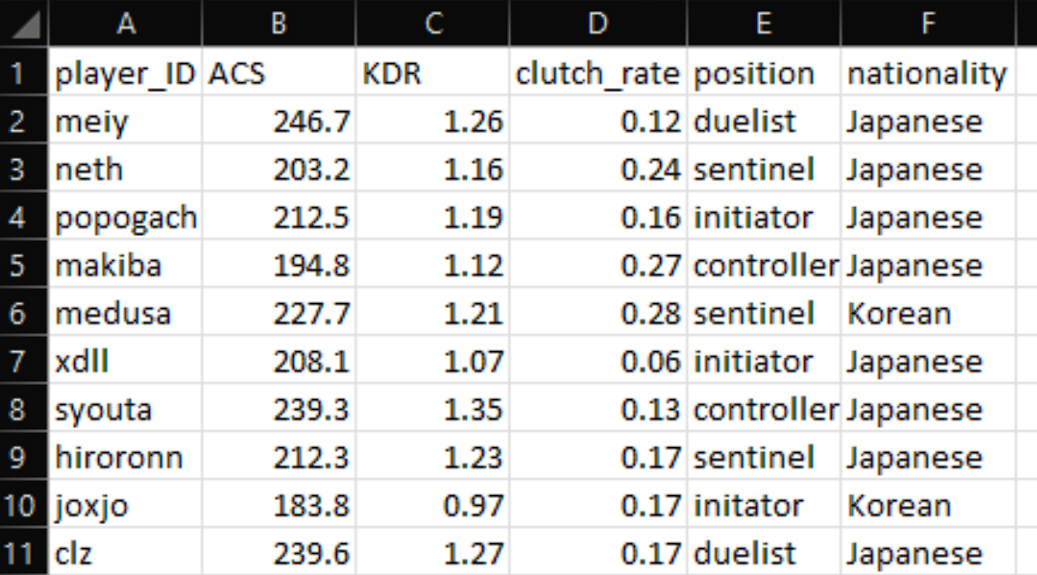 A B C D E F
1 player_ID ACS KDR clutch_rate position nationality
2 meiy 246.7 1.26 0.12 duelist Japanese
3 neth 203.2 1.16 0.24 sentinel Japanese
4 popogach 212.5 1.19 0.16 initiator Japanese
5 makiba 194.8 1.12 0.27 controller Japanese
6 medusa 227.7 1.21 0.28 sentinel Korean
7 xdll 208.1 1.07 0.06 initiator Japanese
8 syouta 239.3 1.35 0.13 controller Japanese
9 hiroronn 212.3 1.23 0.17 sentinel Japanese
10 joxjo 183.8 0.97 0.17 initator Korean
11 clz 239.6 1.27 0.17 duelist Japanese